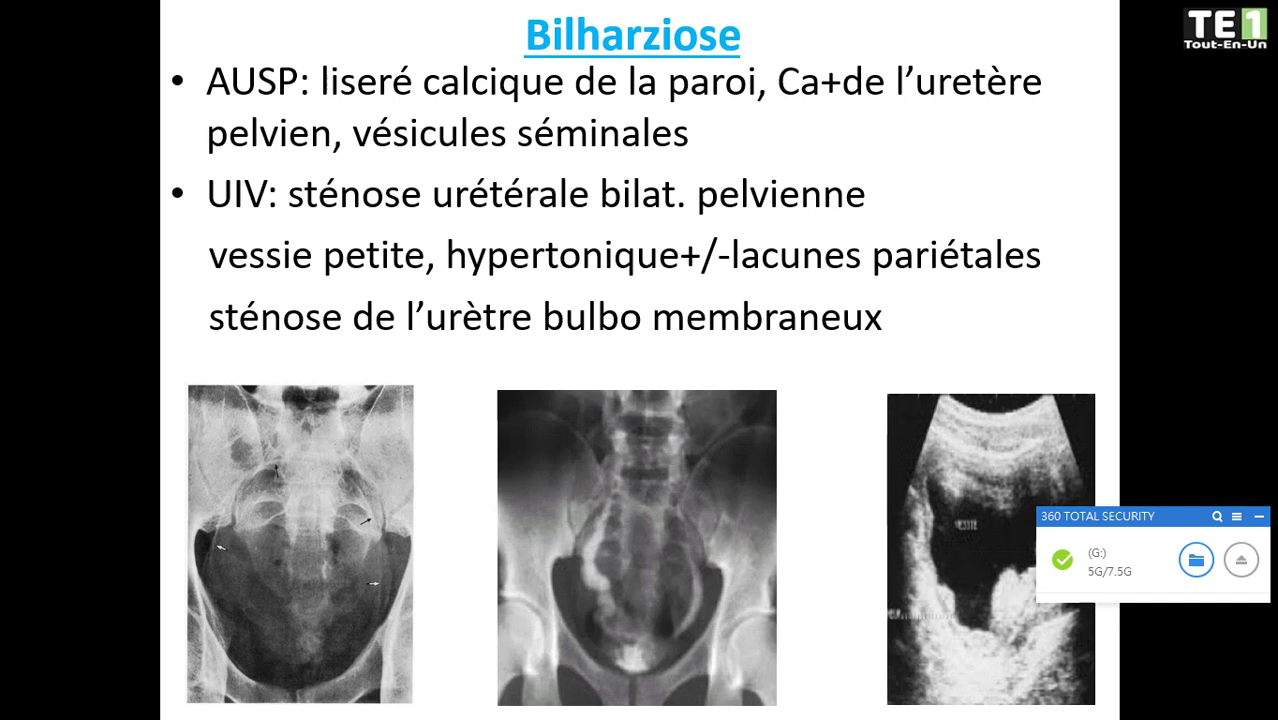 Bilharziose
TE1
Tout-En-Un
• AUSP: liseré calcique de la paroi, Ca+de l’uretère
pelvien, vésicules séminales
• UIV: sténose urétérale bilat. pelvienne
vessie petite, hypertonique+/-lacunes pariétales
sténose de l’urètre bulbo membraneux
VESSIE
360 TOTAL SECURITY
(G:)
5G/7.5G